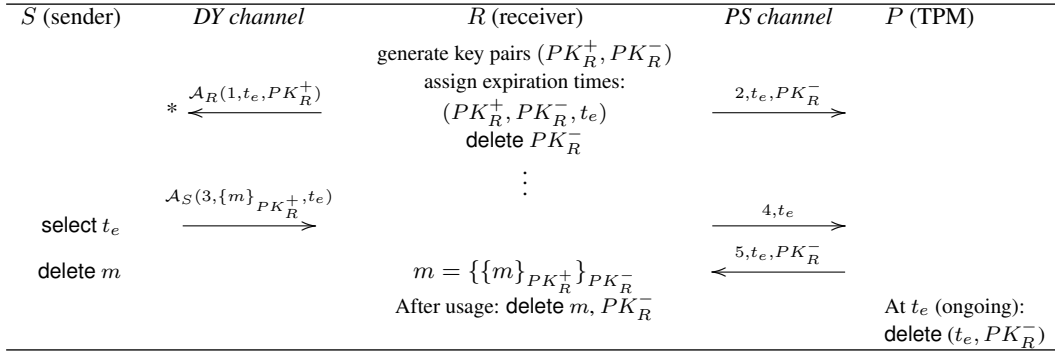 S (sender) DY channel R (receiver) PS channel P (TPM)
generate key pairs (PK_R^+, PK_R^-)
assign expiration times:
* A_R(1,t_e,PK_R^+) (PK_R^+, PK_R^-, t_e) 2,t_e,PK_R^-
delete PK_R^-
⋮
select t_e A_S(3,{m}_{PK_R^+},t_e) 4,t_e
delete m m = {{m}_{PK_R^+}}_{PK_R^-} 5,t_e,PK_R^-
After usage: delete m, PK_R^- At t_e (ongoing):
delete (t_e, PK_R^-)